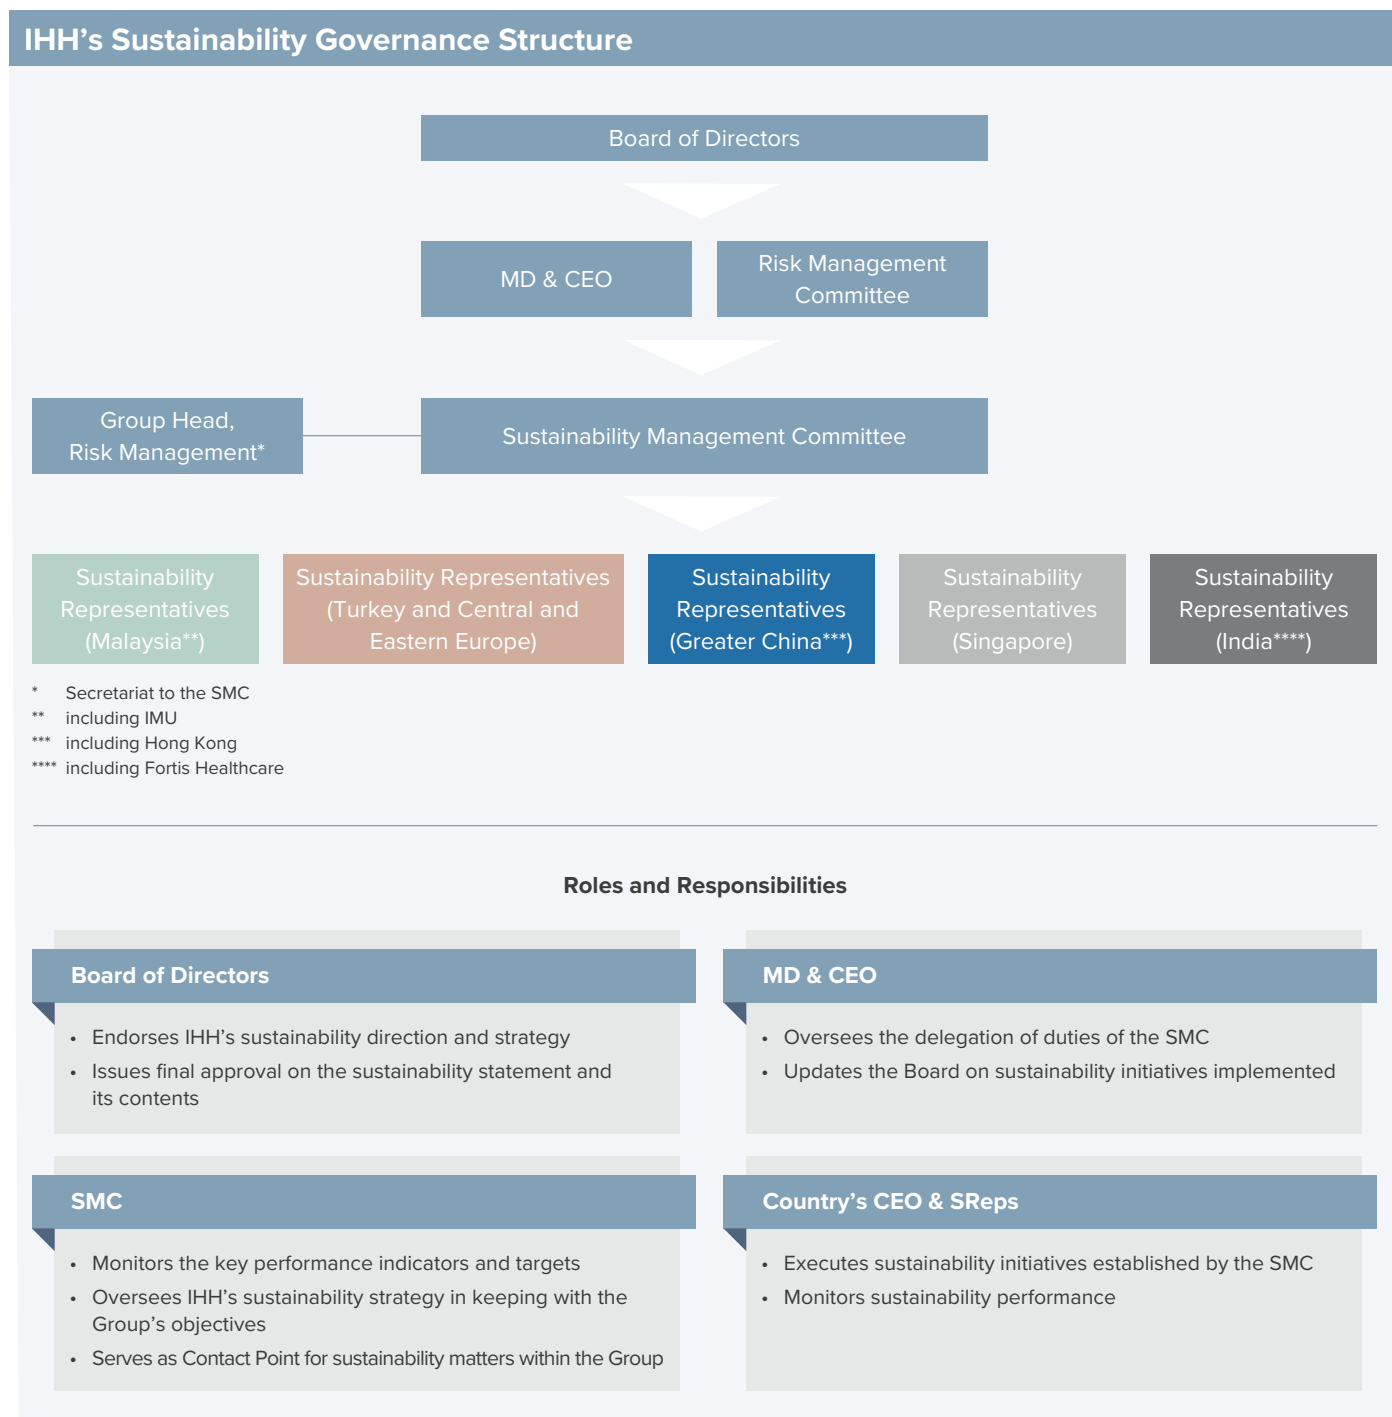 IHH’s Sustainability Governance Structure
Board of Directors
MD & CEO
Risk Management
Committee
Group Head,
Risk Management*
Sustainability Management Committee
Sustainability
Representatives
(Malaysia**)
Sustainability Representatives
(Turkey and Central and
Eastern Europe)
Sustainability
Representatives
(Greater China***)
Sustainability
Representatives
(Singapore)
Sustainability
Representatives
(India****)
* Secretariat to the SMC
** including IMU
*** including Hong Kong
**** including Fortis Healthcare
Roles and Responsibilities
Board of Directors
• Endorses IHH’s sustainability direction and strategy
• Issues final approval on the sustainability statement and
its contents
MD & CEO
• Oversees the delegation of duties of the SMC
• Updates the Board on sustainability initiatives implemented
SMC
• Monitors the key performance indicators and targets
• Oversees IHH’s sustainability strategy in keeping with the
Group’s objectives
• Serves as Contact Point for sustainability matters within the Group
Country’s CEO & SReps
• Executes sustainability initiatives established by the SMC
• Monitors sustainability performance